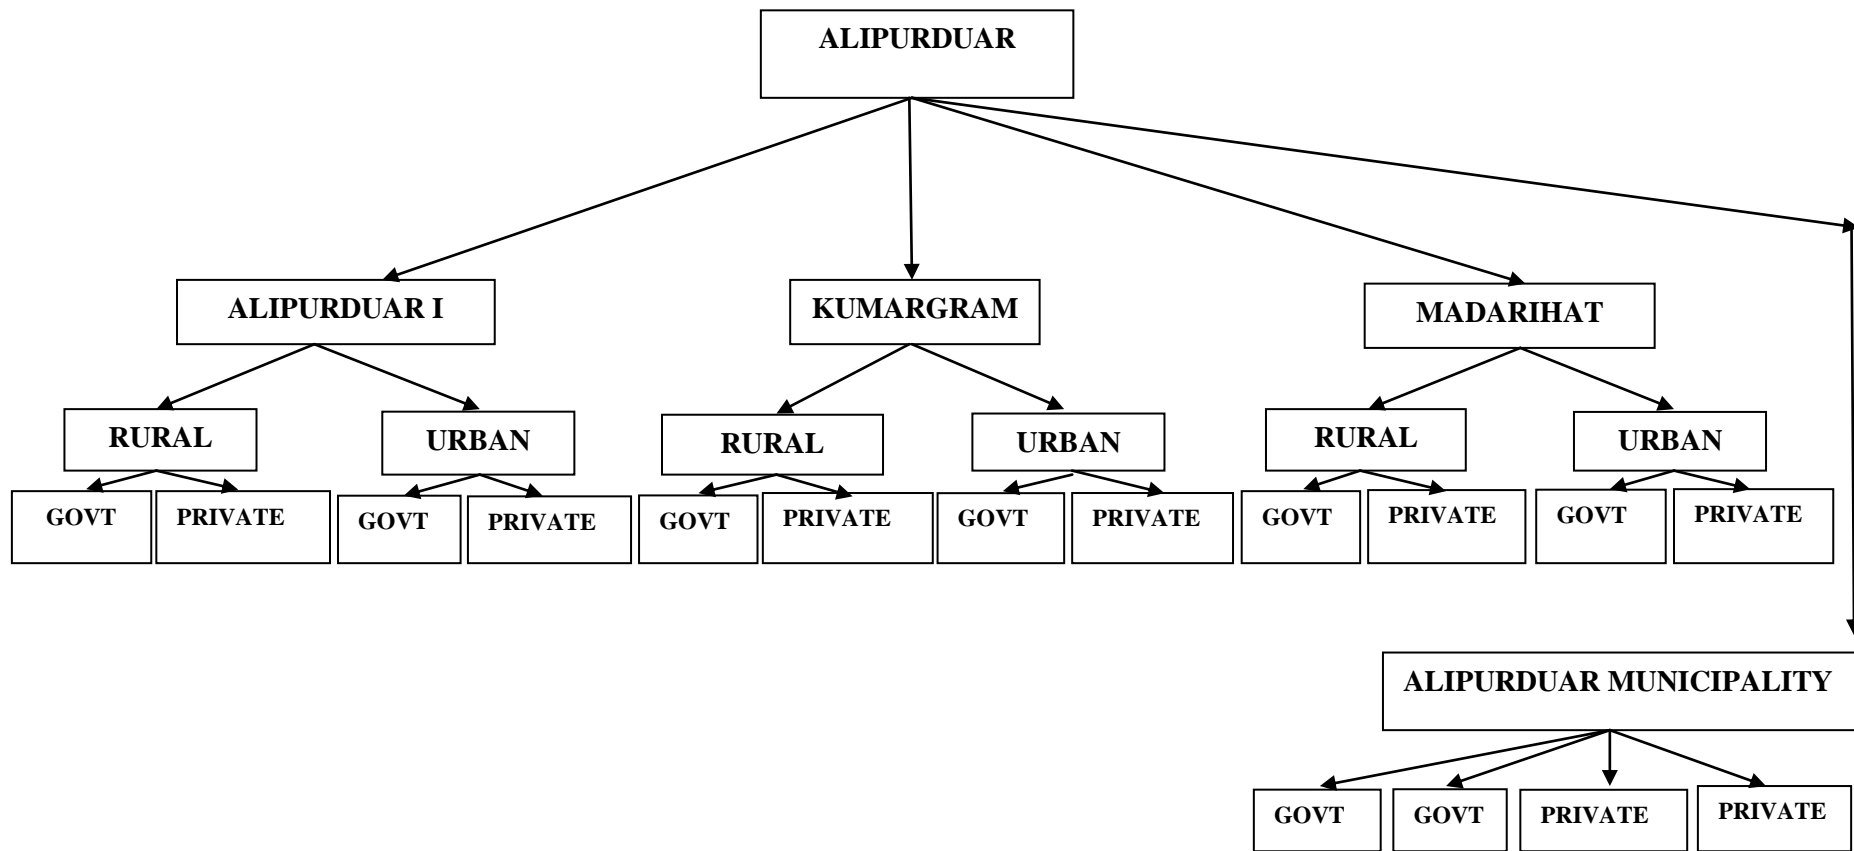 ALIPURDUAR
ALIPURDUAR I
KUMARGRAM
MADARIHAT
RURAL
URBAN
RURAL
URBAN
RURAL
URBAN
GOVT
PRIVATE
GOVT
PRIVATE
GOVT
PRIVATE
GOVT
PRIVATE
GOVT
PRIVATE
GOVT
PRIVATE
ALIPURDUAR MUNICIPALITY
GOVT
GOVT
PRIVATE
PRIVATE